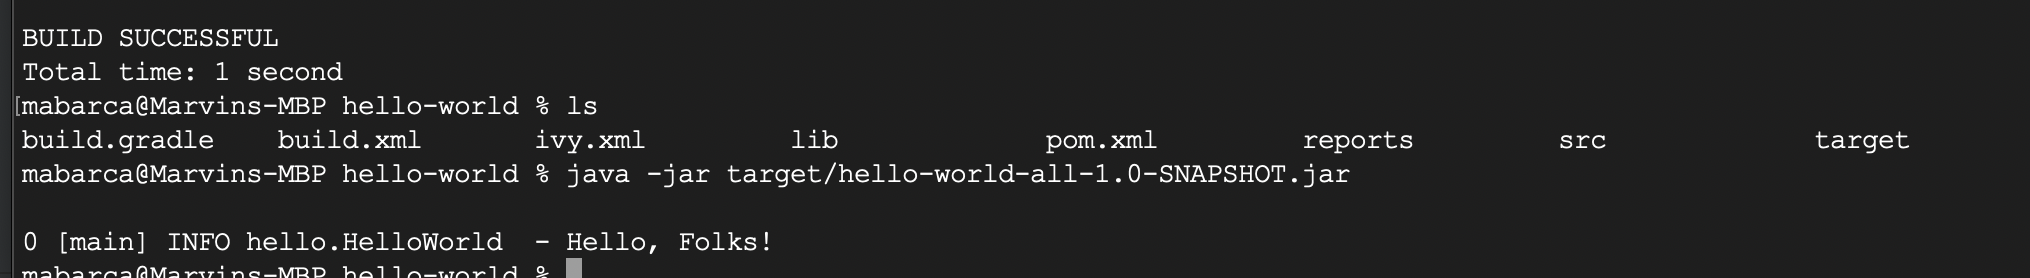 BUILD SUCCESSFUL
Total time: 1 second
[mabarca@Marvins-MBP hello-world % ls
build.gradle    build.xml       ivy.xml         lib             pom.xml         reports         src             target
mabarca@Marvins-MBP hello-world % java -jar target/hello-world-all-1.0-SNAPSHOT.jar
0 [main] INFO hello.HelloWorld  - Hello, Folks!
mabarca@Marvins-MBP hello-world %